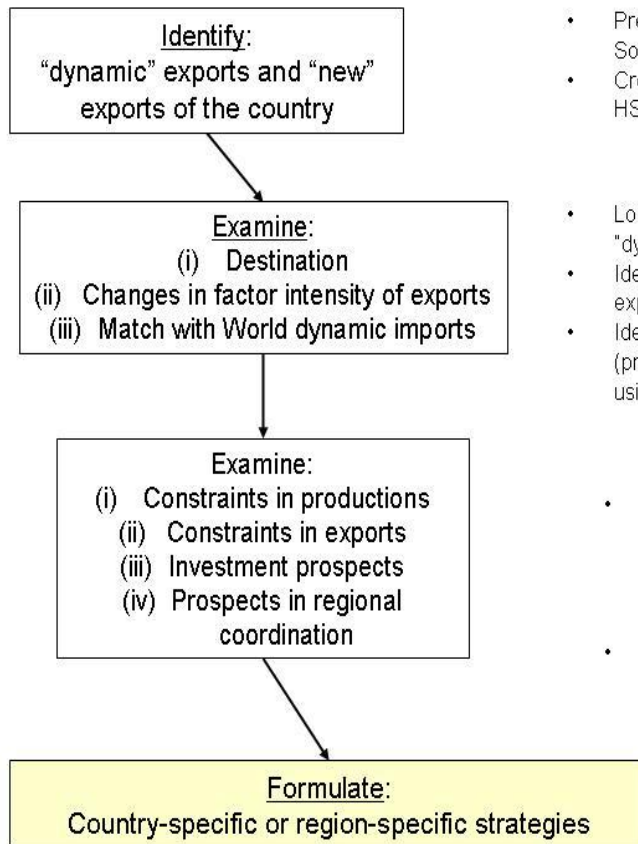 Identify:
"dynamic" exports and "new"
exports of the country
Examine:
(i) Destination
(ii) Changes in factor intensity of exports
(iii) Match with World dynamic imports
Examine:
(i) Constraints in productions
(ii) Constraints in exports
(iii) Investment prospects
(iv) Prospects in regional
coordination
Formulate:
Country-specific or region-specific strategies
•
HS
•
•
•
(pr
•
•